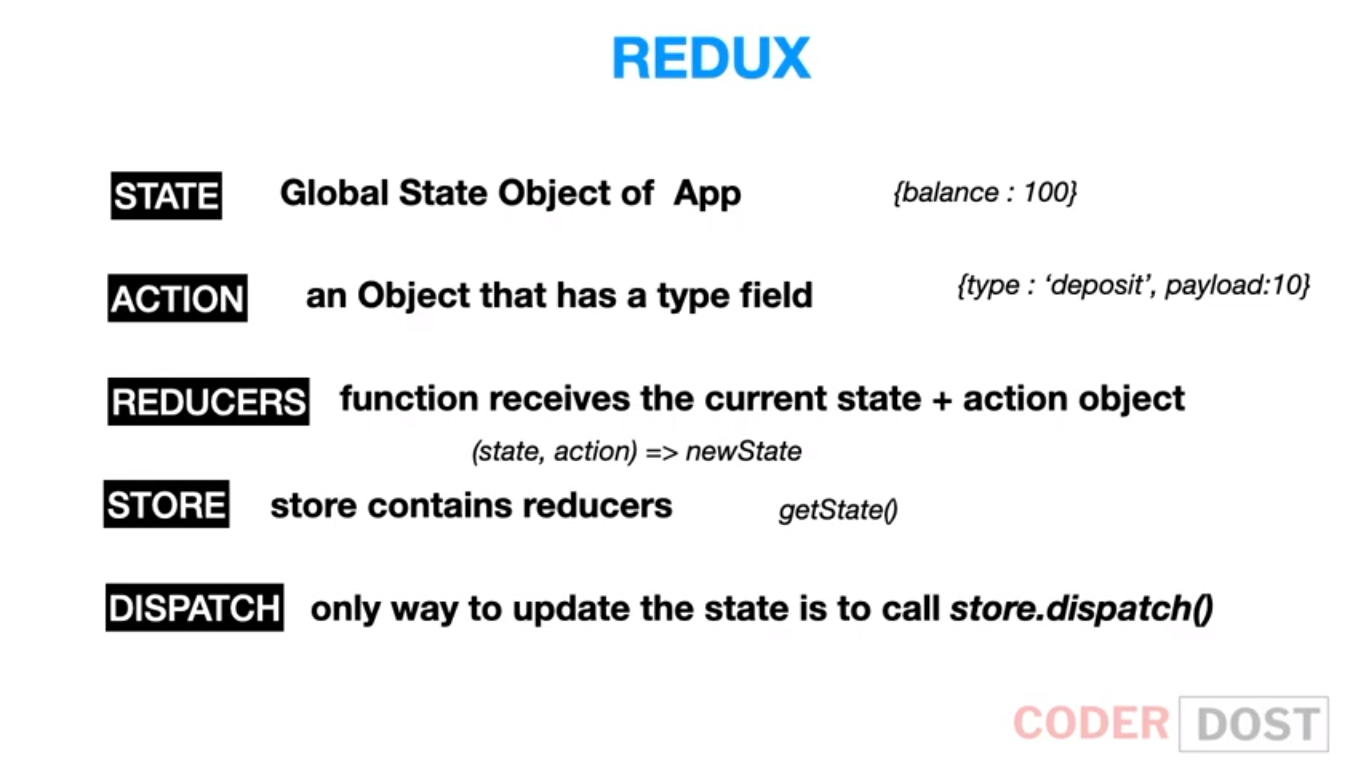 REDUX
STATE Global State Object of App {balance : 100}
ACTION an Object that has a type field {type : ‘deposit’, payload:10}
REDUCERS function receives the current state + action object
(state, action) => newState
STORE store contains reducers getState()
DISPATCH only way to update the state is to call store.dispatch()
CODER DOST